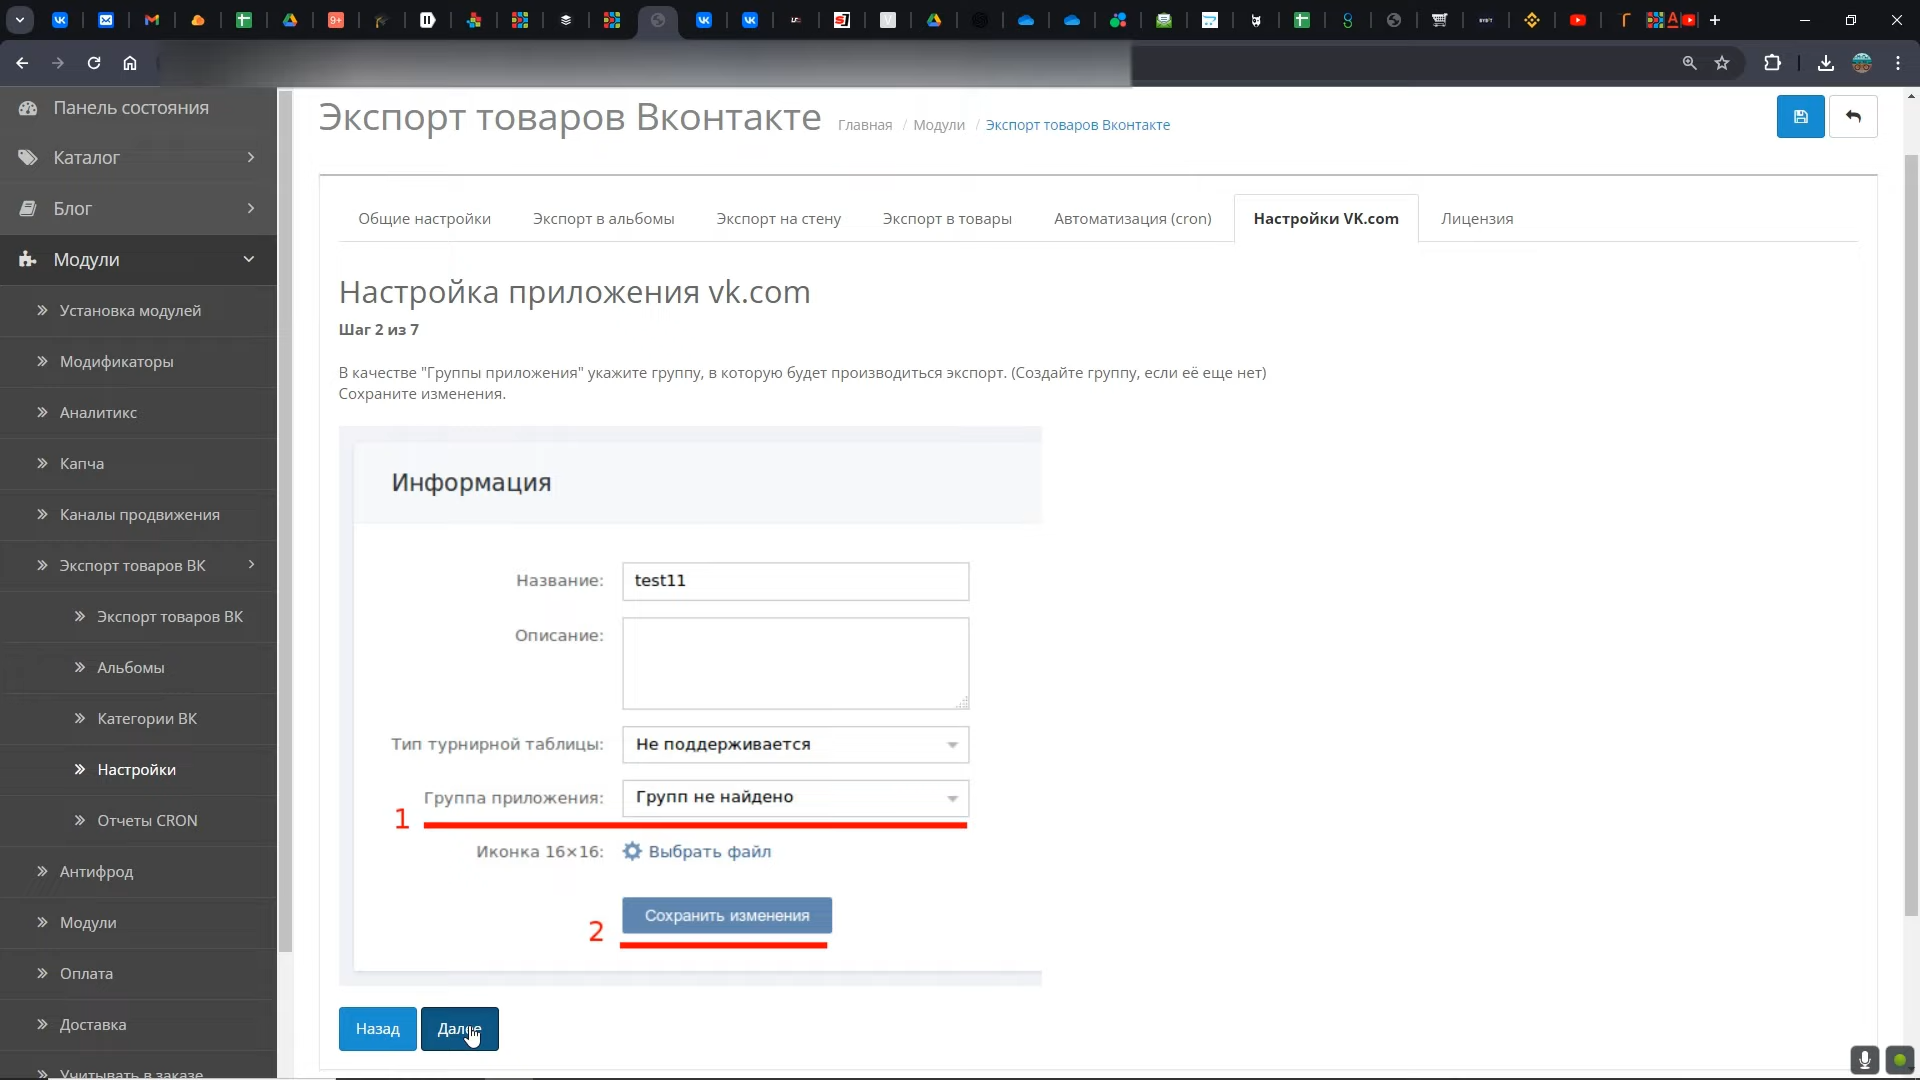 Панель состояния
Каталог
Блог
Модули
Установка модулей
Модификаторы
Аналитикс
Капча
Каналы продвижения
Экспорт товаров ВК
Экспорт товаров ВК
Альбомы
Категории ВК
Настройки
Отчеты CRON
Антифрод
Модули
Оплата
Доставка
Учитывать в заказе
Экспорт товаров Вконтакте
Главная / Модули / Экспорт товаров Вконтакте
Общие настройки Экспорт в альбомы Экспорт на стену Экспорт в товары Автоматизация (cron) Настройки VK.com Лицензия
Настройка приложения vk.com
Шаг 2 из 7
В качестве "Группы приложения" укажите группу, в которую будет производиться экспорт. (Создайте группу, если её еще нет)
Сохраните изменения.
Информация
Название: test11
Описание:
Тип турнирной таблицы: Не поддерживается
Группа приложения: Групп не найдено
1
Иконка 16×16: Выбрать файл
Сохранить изменения
2
Назад Далее